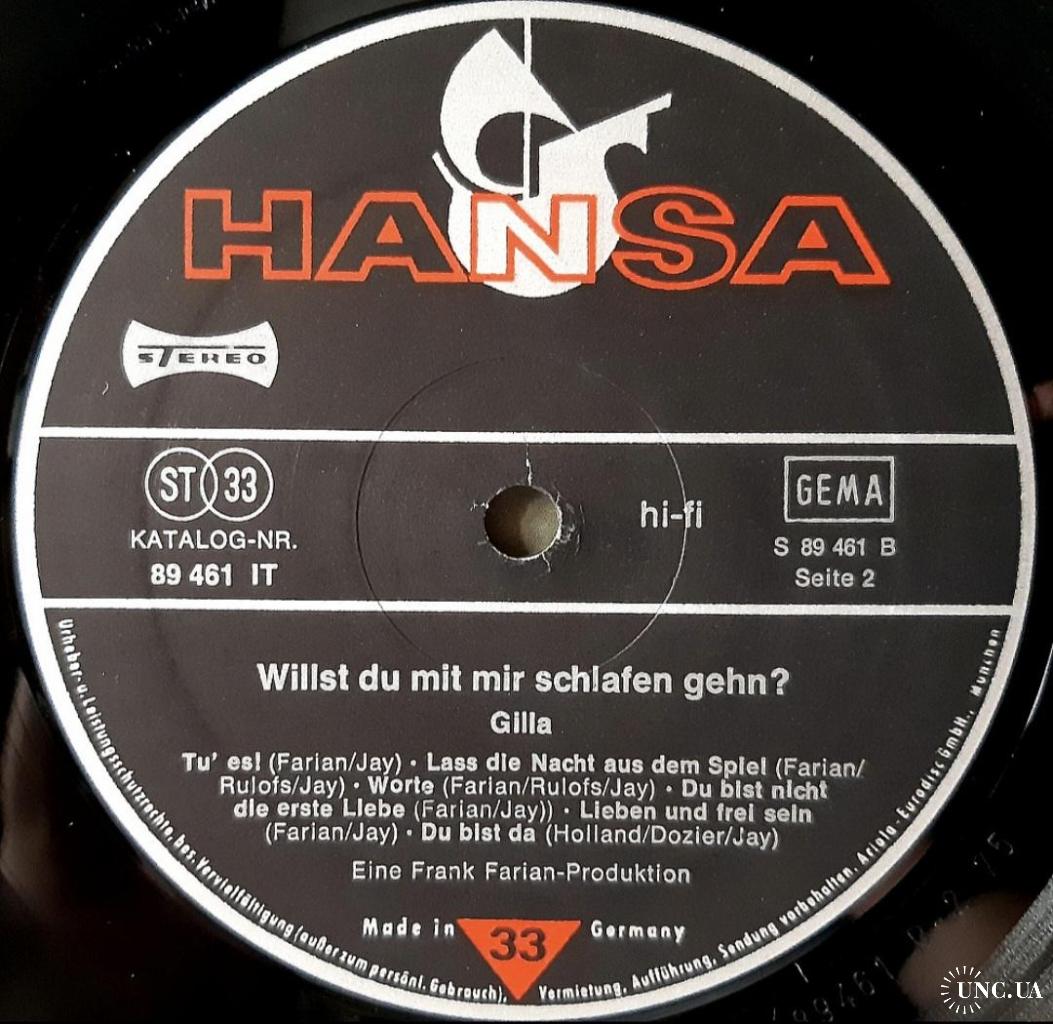 HANSA
STEREO
ST 33
KATALOG-NR.
89 461 IT
hi-fi
GEMA
S 89 461 B
Seite 2
Willst du mit mir schlafen gehn?
Gilla
Tu' es! (Farian/Jay) · Lass die Nacht aus dem Spiel (Farian/
Rulofs/Jay) · Worte (Farian/Rulofs/Jay) · Du bist nicht
die erste Liebe (Farian/Jay)) · Lieben und frei sein
(Farian/Jay) · Du bist da (Holland/Dozier/Jay)
Eine Frank Farian-Produktion
Made in 33 Germany
Urheber- u. Leistungsschutzrechte, bes. Vervielfältigung (außer zum persönl. Gebrauch), Vermietung, Aufführung, Sendung vorbehalten. Ariola-Eurodisc GmbH., München
UNC.UA